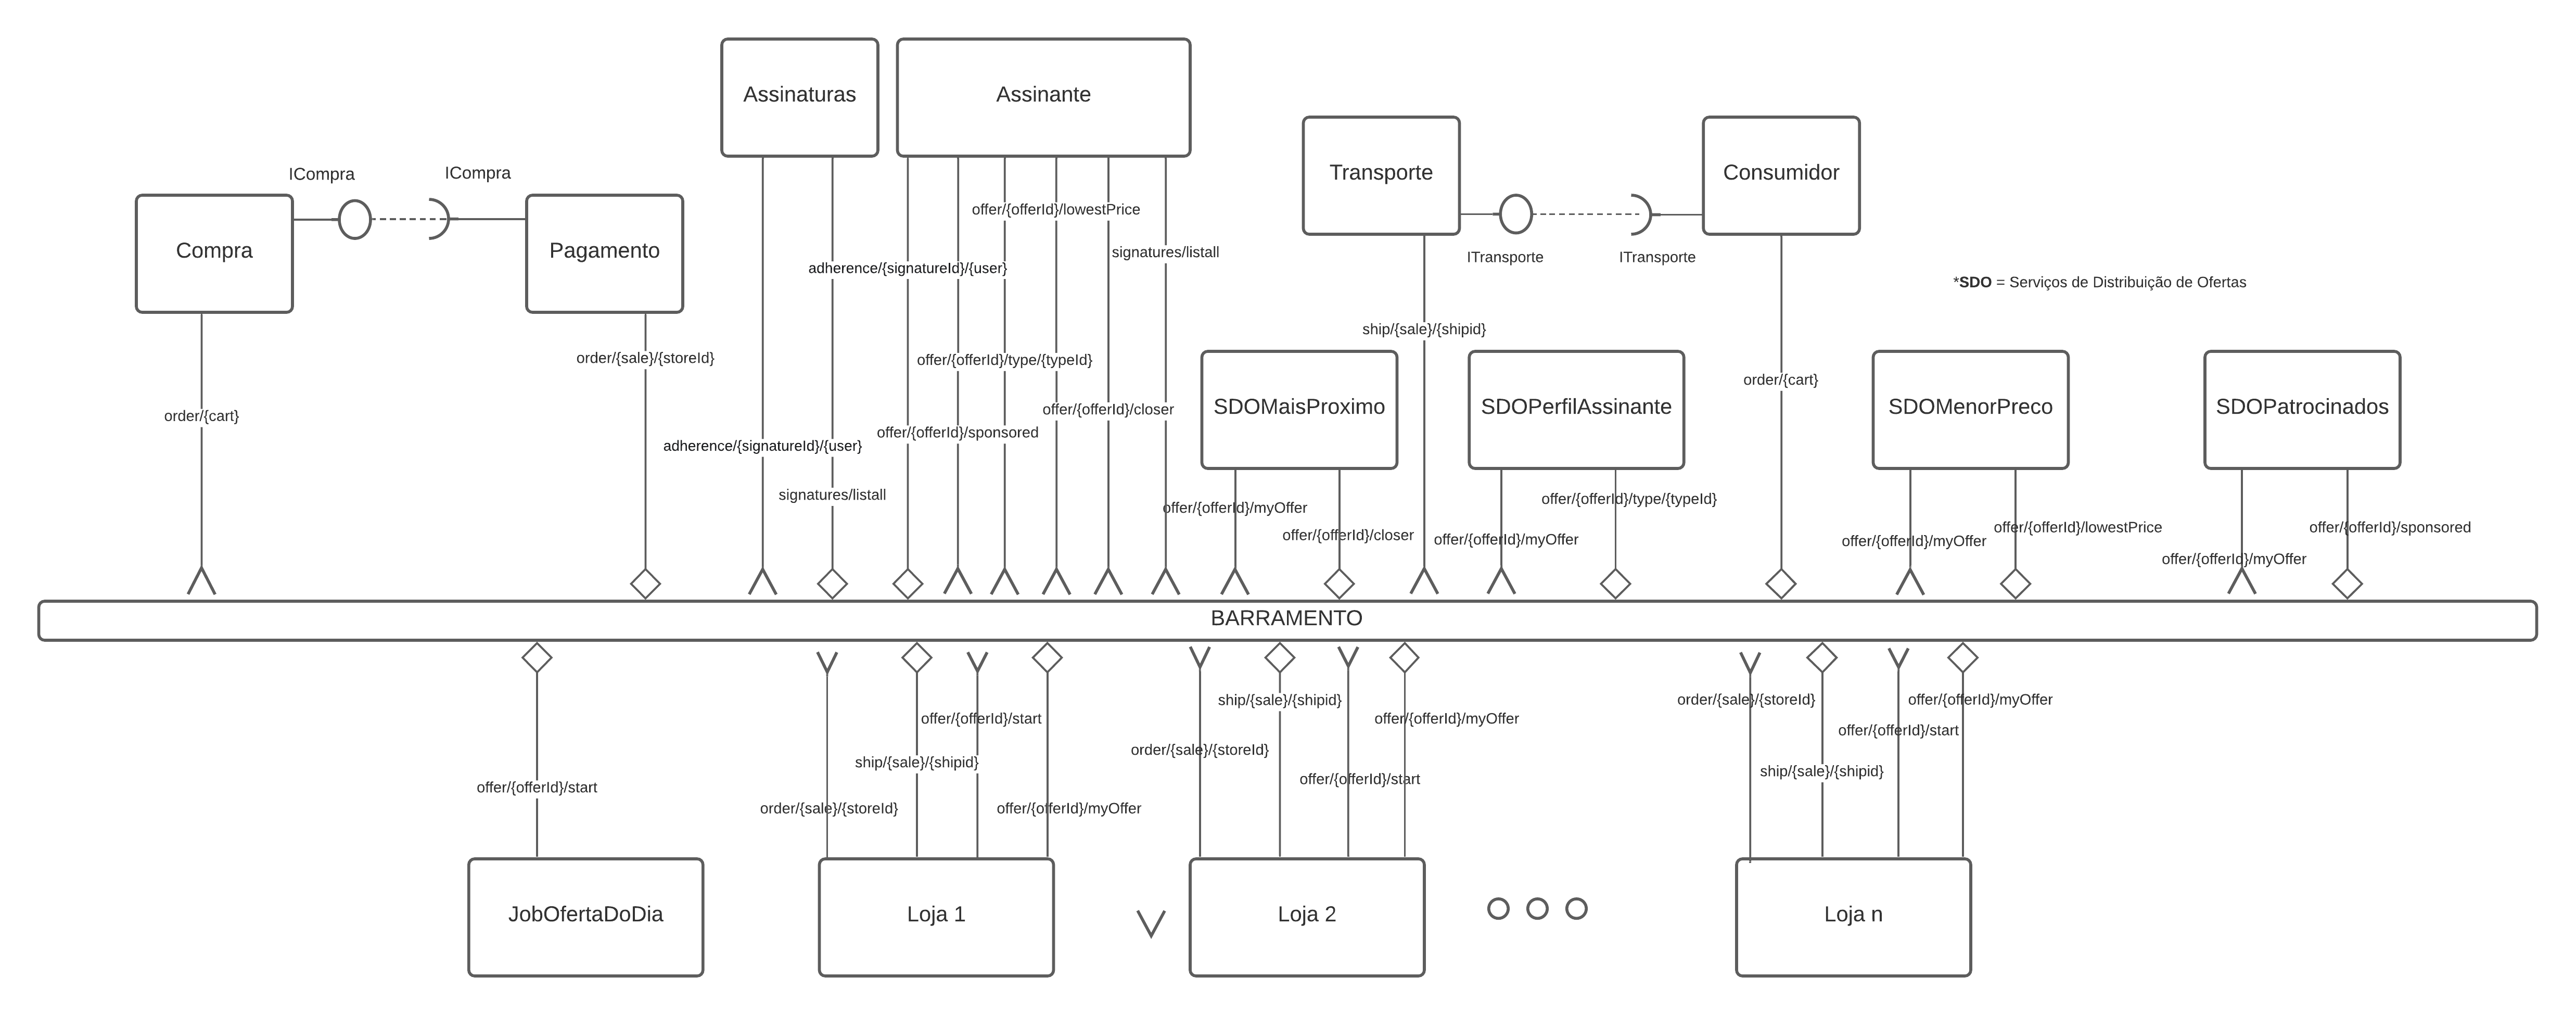 Assinaturas
Assinante
Transporte
Consumidor
ICompra
ICompra
Compra
Pagamento
ITransporte
ITransporte
*SDO = Serviços de Distribuição de Ofertas
offer/{offerId}/lowestPrice
signatures/listall
adherence/{signatureId}/{user}
ship/{sale}/{shipid}
order/{sale}/{storeId}
offer/{offerId}/type/{typeId}
order/{cart}
order/{cart}
offer/{offerId}/closer
offer/{offerId}/sponsored
adherence/{signatureId}/{user}
signatures/listall
SDOMaisProximo
SDOPerfilAssinante
SDOMenorPreco
SDOPatrocinados
offer/{offerId}/myOffer
offer/{offerId}/closer
offer/{offerId}/myOffer
offer/{offerId}/type/{typeId}
offer/{offerId}/myOffer
offer/{offerId}/lowestPrice
offer/{offerId}/myOffer
offer/{offerId}/sponsored
BARRAMENTO
offer/{offerId}/start
order/{sale}/{storeId}
ship/{sale}/{shipid}
offer/{offerId}/start
offer/{offerId}/myOffer
order/{sale}/{storeId}
ship/{sale}/{shipid}
offer/{offerId}/start
offer/{offerId}/myOffer
order/{sale}/{storeId}
ship/{sale}/{shipid}
offer/{offerId}/start
offer/{offerId}/myOffer
JobOfertaDoDia
Loja 1
Loja 2
Loja n